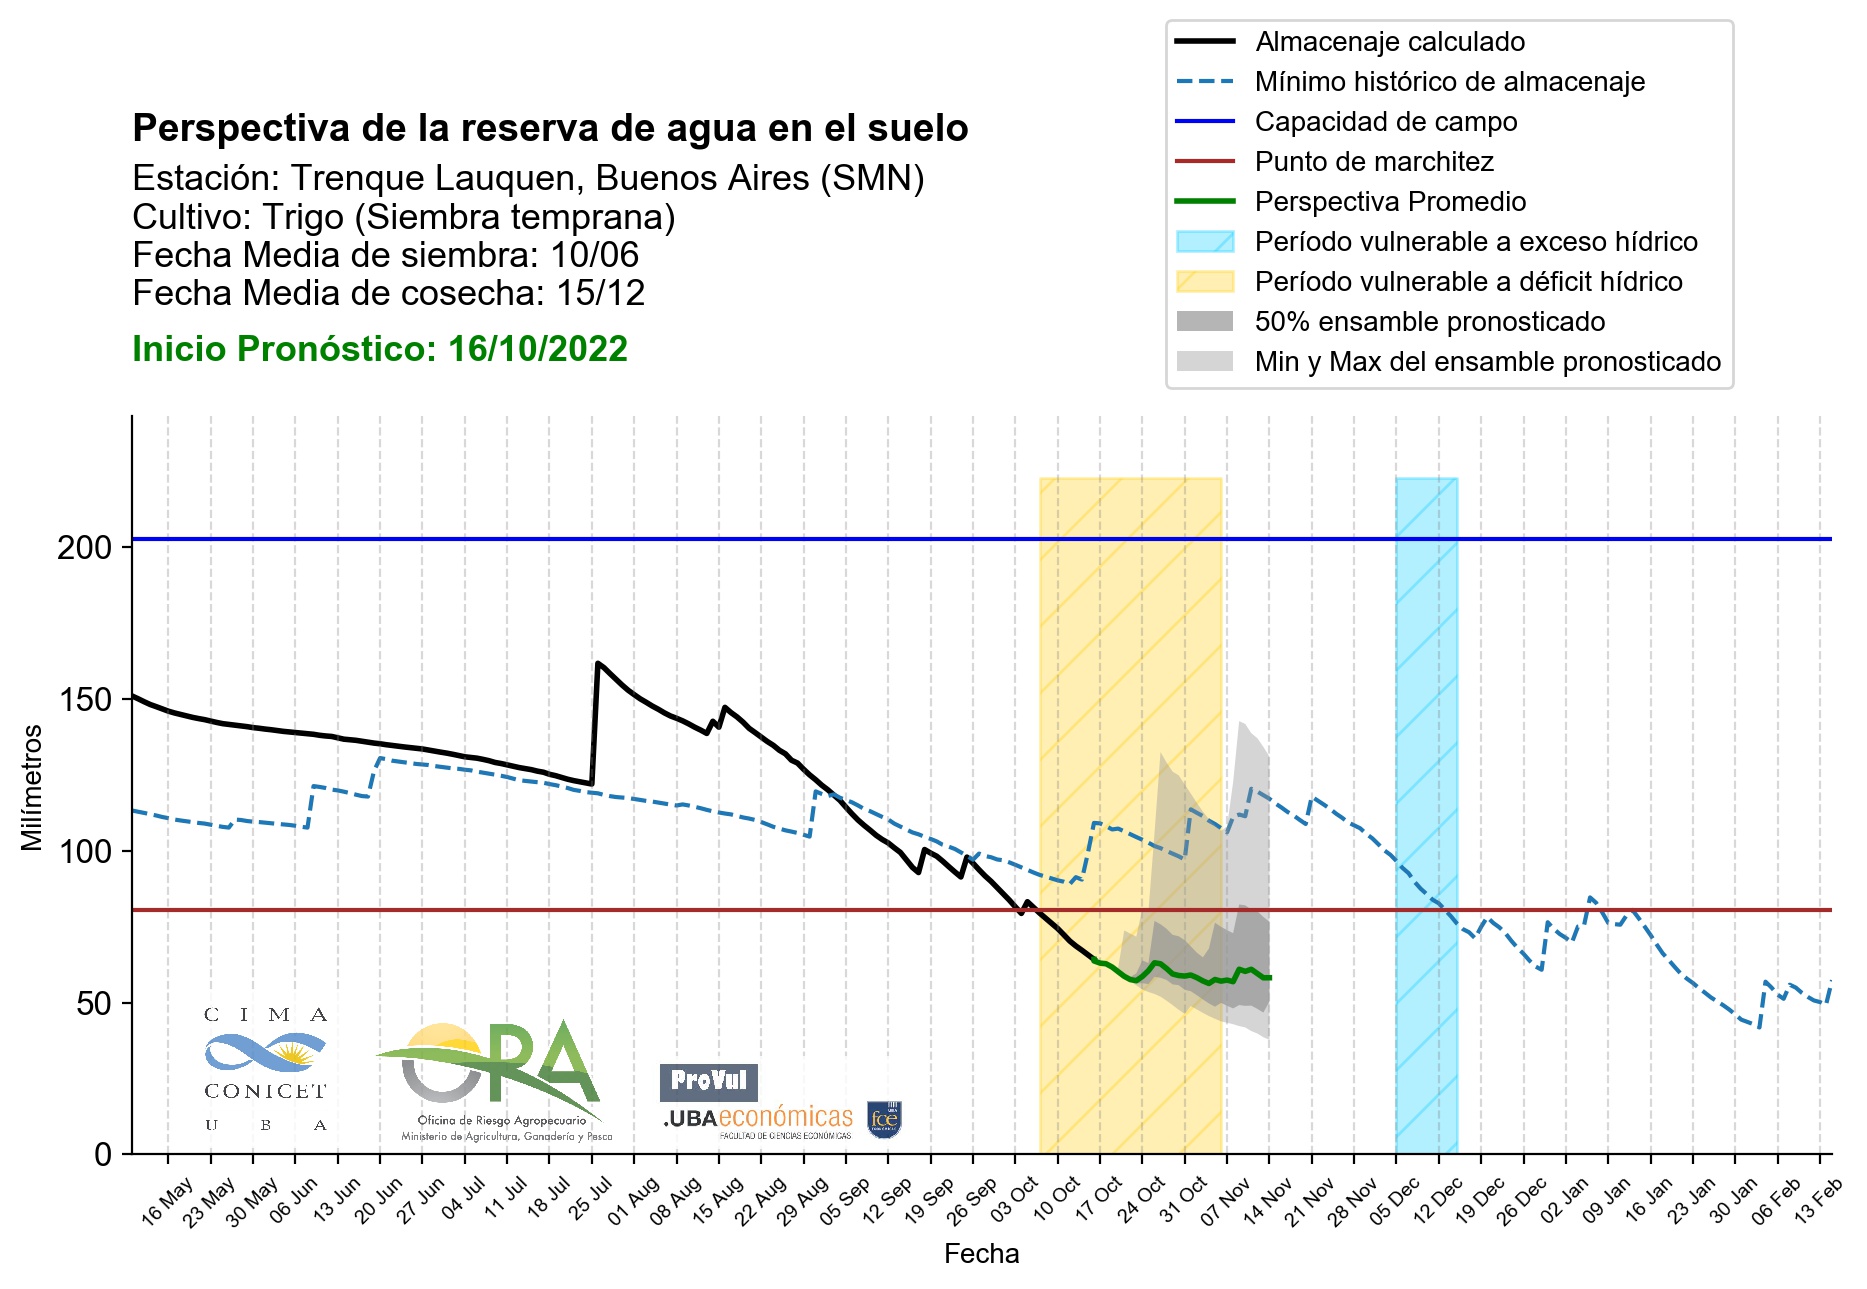 Almacenaje calculado
Mínimo histórico de almacenaje
Capacidad de campo
Punto de marchitez
Perspectiva Promedio
Período vulnerable a exceso hídrico
Período vulnerable a déficit hídrico
50% ensamble pronosticado
Min y Max del ensamble pronosticado
Perspectiva de la reserva de agua en el suelo
Estación: Trenque Lauquen, Buenos Aires (SMN)
Cultivo: Trigo (Siembra temprana)
Fecha Media de siembra: 10/06
Fecha Media de cosecha: 15/12
Inicio Pronóstico: 16/10/2022
Milímetros
200
150
100
50
0
CIMA
CONICET
UBA
ORA
Oficina de Riesgo Agropecuario
Ministerio de Agricultura, Ganadería y Pesca
ProVul
.UBAeconómicas
FACULTAD DE CIENCIAS ECONÓMICAS
UBA
fce
ECONÓMICAS
16 May
23 May
30 May
06 Jun
13 Jun
20 Jun
27 Jun
04 Jul
11 Jul
18 Jul
25 Jul
01 Aug
08 Aug
15 Aug
22 Aug
29 Aug
05 Sep
12 Sep
19 Sep
26 Sep
03 Oct
10 Oct
17 Oct
24 Oct
31 Oct
07 Nov
14 Nov
21 Nov
28 Nov
05 Dec
12 Dec
19 Dec
26 Dec
02 Jan
09 Jan
16 Jan
23 Jan
30 Jan
06 Feb
13 Feb
Fecha